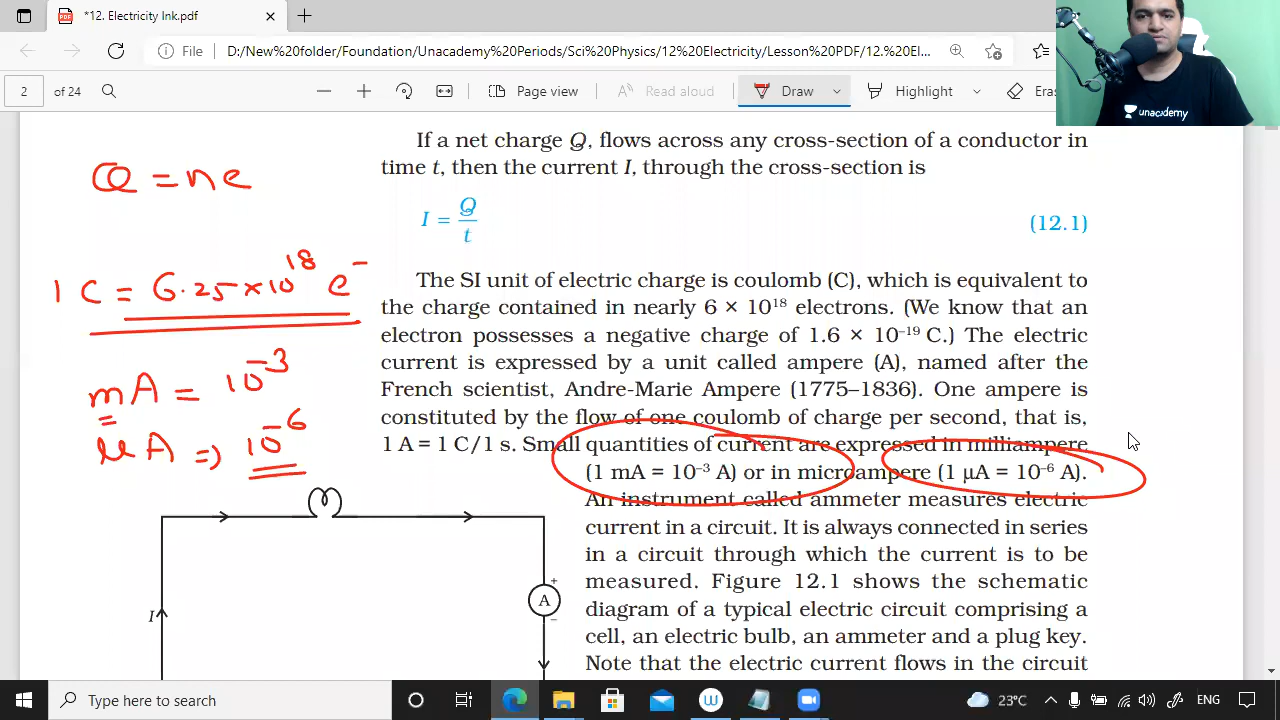 *12. Electricity Ink.pdf
File
D:/New%20folder/Foundation/Unacademy%20Periods/Sci%20Physics/12%20Electricity/Lesson%20PDF/12.%20El...
2 of 24
Page view
Read aloud
Draw
Highlight
Eras
unacademy
If a net charge Q, flows across any cross-section of a conductor in
time t, then the current I, through the cross-section is
I = Q/t (12.1)
The SI unit of electric charge is coulomb (C), which is equivalent to
the charge contained in nearly 6 × 10¹⁸ electrons. (We know that an
electron possesses a negative charge of 1.6 × 10⁻¹⁹ C.) The electric
current is expressed by a unit called ampere (A), named after the
French scientist, Andre-Marie Ampere (1775–1836). One ampere is
constituted by the flow of one coulomb of charge per second, that is,
1 A = 1 C/1 s. Small quantities of current are expressed in milliampere
(1 mA = 10⁻³ A) or in microampere (1 µA = 10⁻⁶ A).
An instrument called ammeter measures electric
current in a circuit. It is always connected in series
in a circuit through which the current is to be
measured. Figure 12.1 shows the schematic
diagram of a typical electric circuit comprising a
cell, an electric bulb, an ammeter and a plug key.
Note that the electric current flows in the circuit
Q = ne
1 C = 6.25×10¹⁸ e⁻
mA = 10⁻³
µA ⇒ 10⁻⁶
I
+
A
−
Type here to search
23°C
ENG